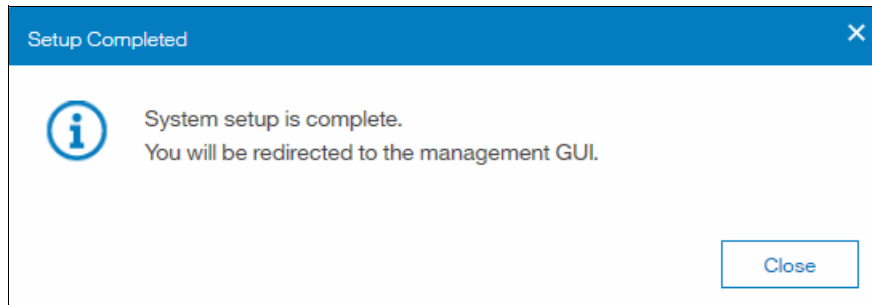 Setup Completed
System setup is complete.
You will be redirected to the management GUI.
Close